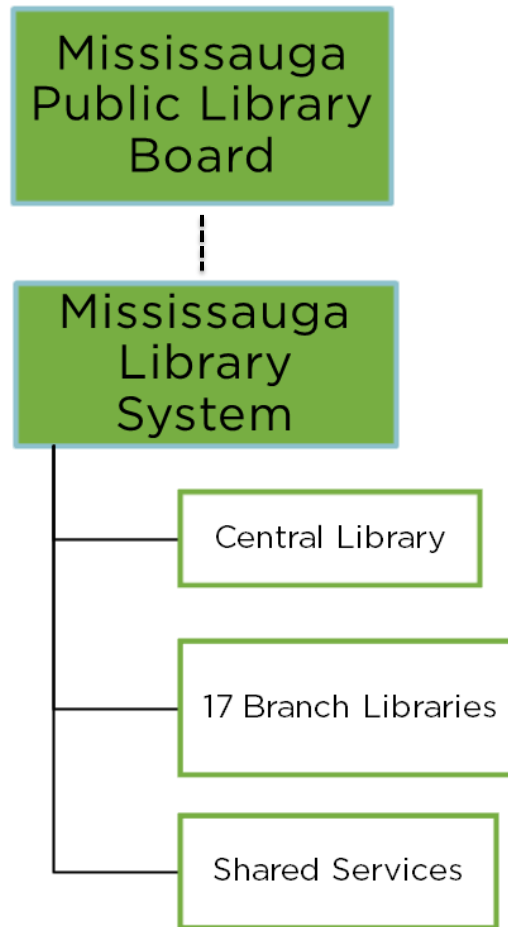 Mississauga
Public Library
Board
Mississauga
Library
System
Central Library
17 Branch Libraries
Shared Services